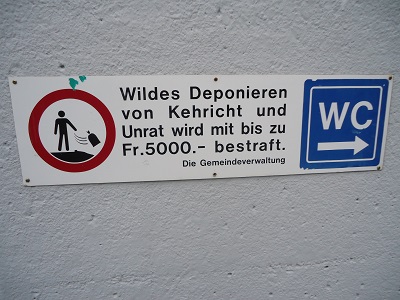 Wildes Deponieren
von Kehricht und
Unrat wird mit bis zu
Fr.5000.- bestraft.
Die Gemeindeverwaltung
WC